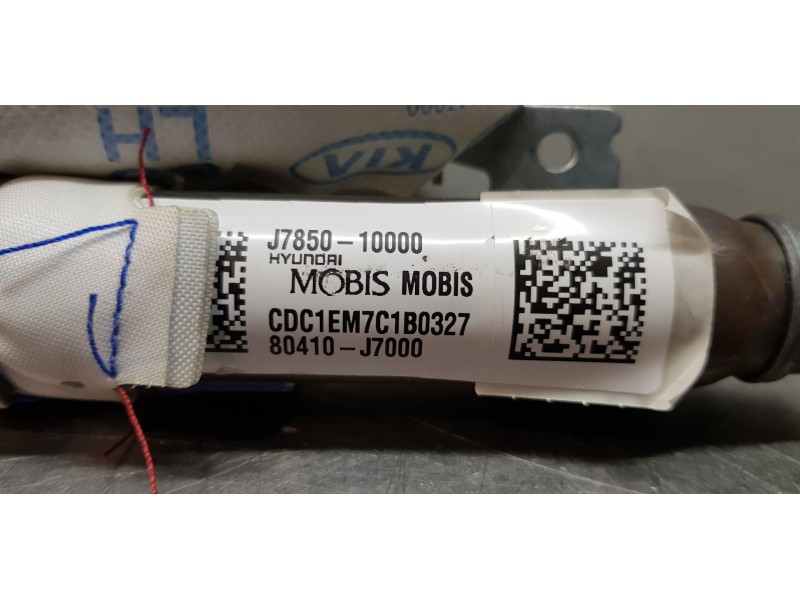 LH
KIA
J7850-10000
HYUNDAI
MOBIS MOBIS
CDC1EM7C1B0327
80410-J7000